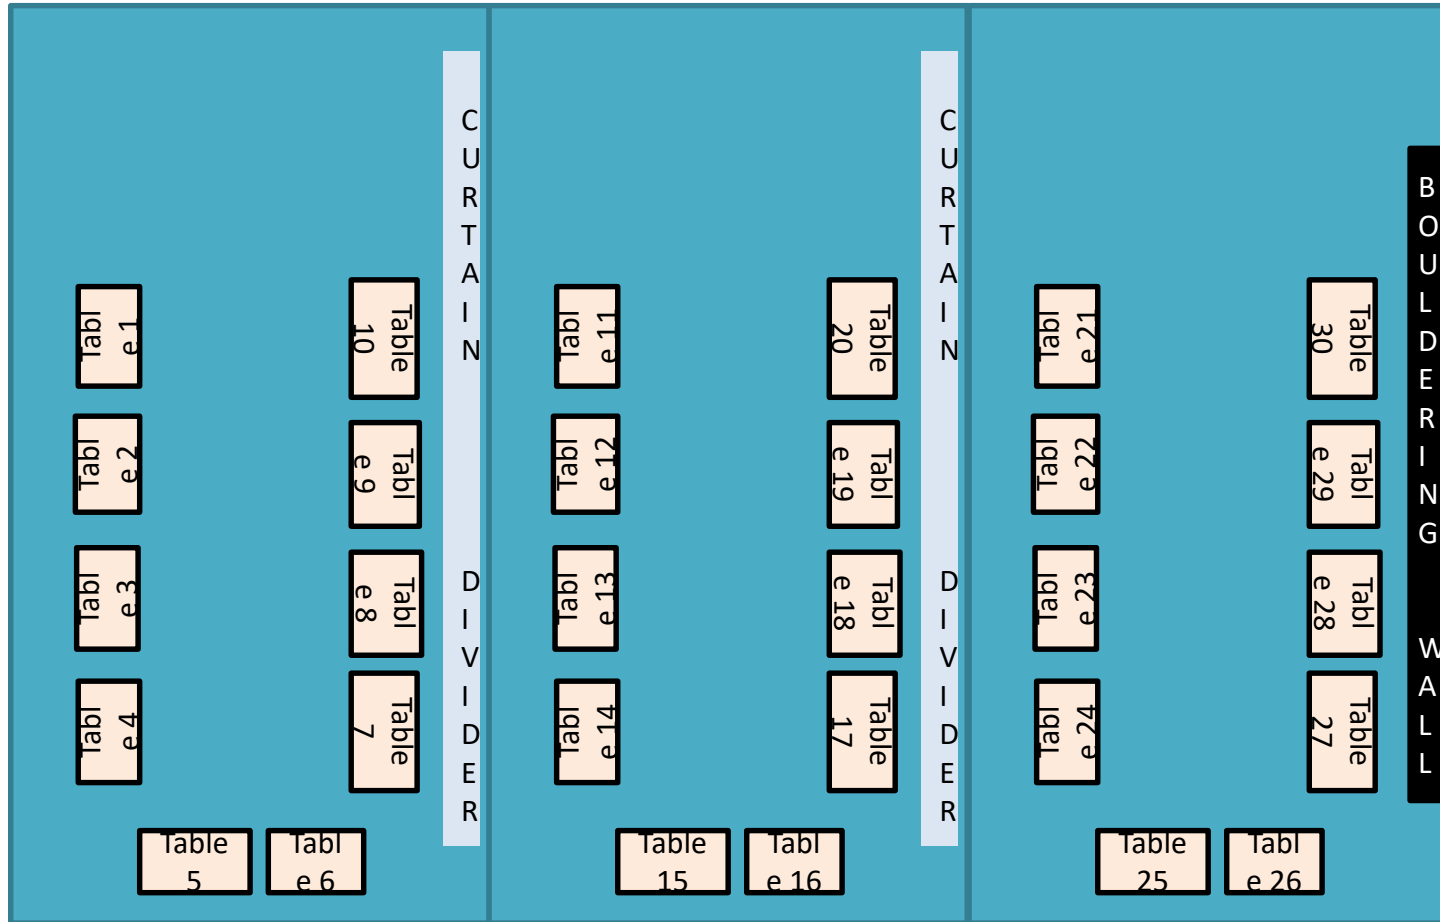 Tabl
e 1
Tabl
e 2
Tabl
e 3
Tabl
e 4
Table
5
Tabl
e 6
Table
7
Tabl
e 8
Tabl
e 9
Table
10
CURTAIN DIVIDER
Tabl
e 11
Tabl
e 12
Tabl
e 13
Tabl
e 14
Table
15
Tabl
e 16
Table
17
Tabl
e 18
Tabl
e 19
Table
20
CURTAIN DIVIDER
Tabl
e 21
Tabl
e 22
Tabl
e 23
Tabl
e 24
Table
25
Tabl
e 26
Table
27
Tabl
e 28
Tabl
e 29
Table
30
BOULDERING WALL